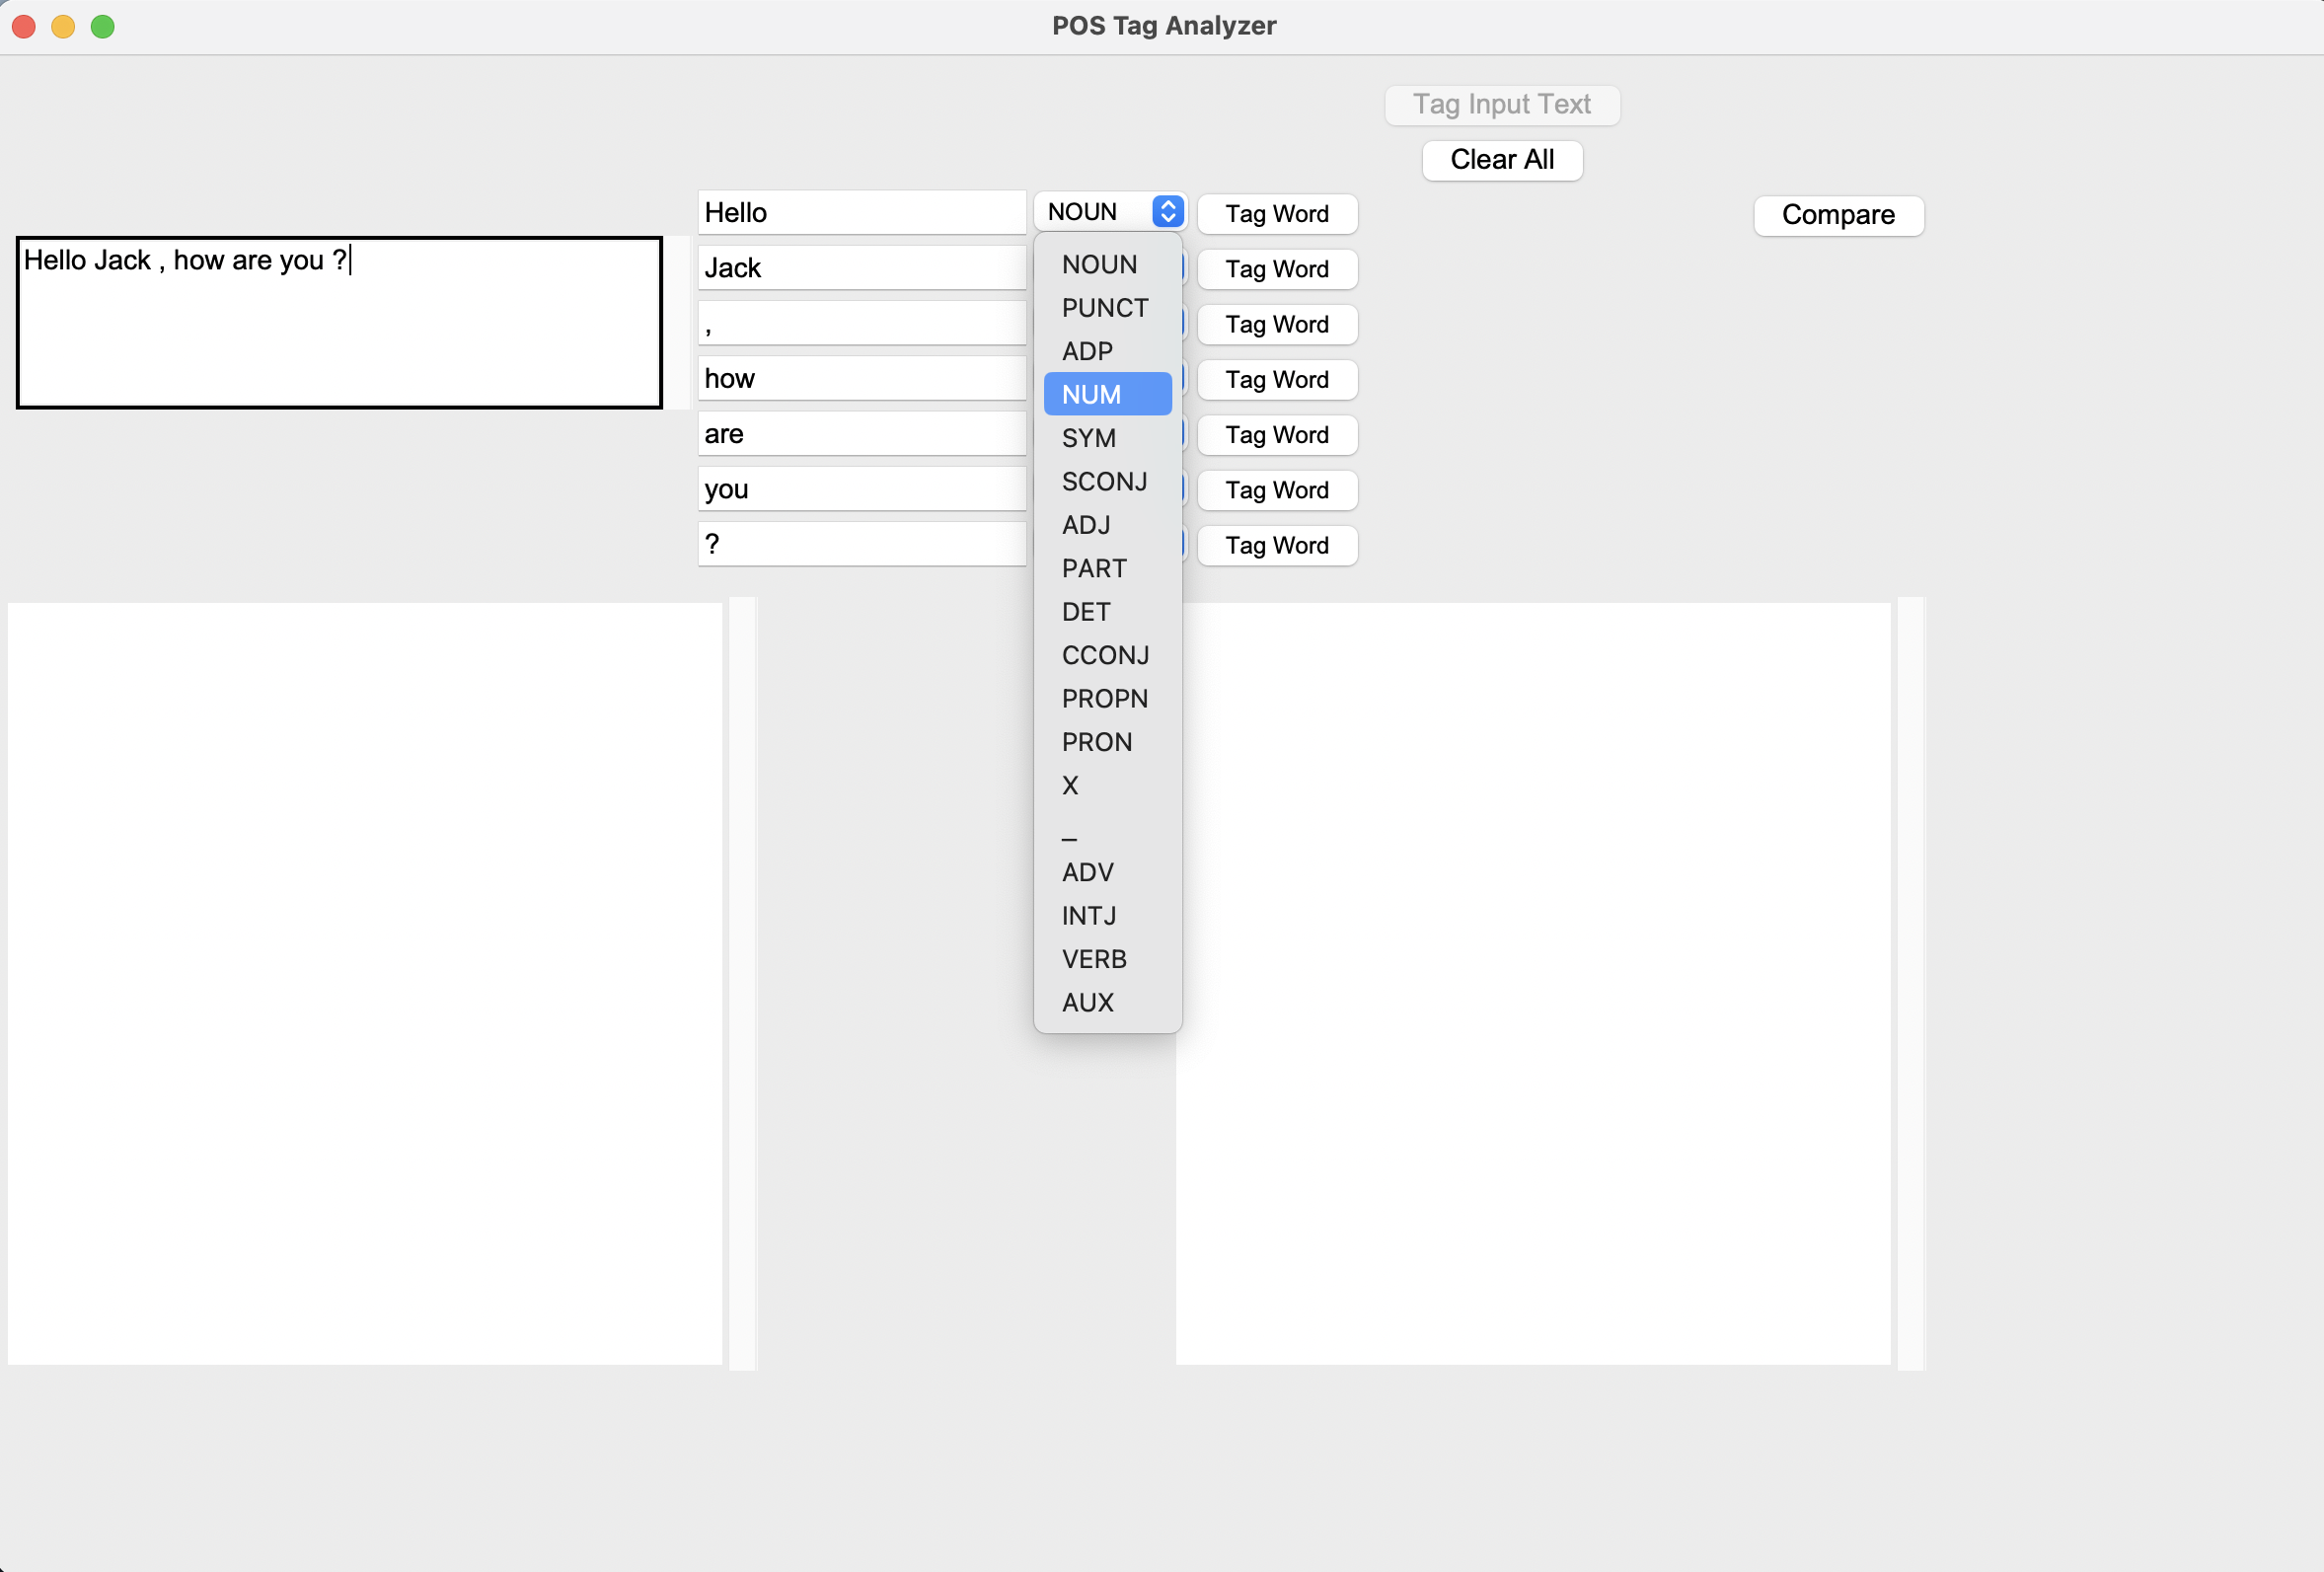 POS Tag Analyzer
Tag Input Text
Clear All
Hello NOUN Tag Word Compare
Hello Jack , how are you ?
Jack Tag Word
, Tag Word
how Tag Word
are Tag Word
you Tag Word
? Tag Word
NOUN
PUNCT
ADP
NUM
SYM
SCONJ
ADJ
PART
DET
CCONJ
PROPN
PRON
X
_
ADV
INTJ
VERB
AUX